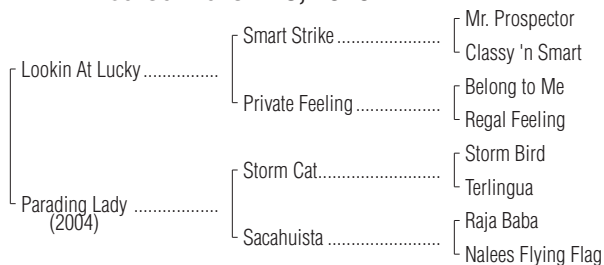 Mr. Prospector
Smart Strike ....................
Classy 'n Smart
Lookin At Lucky ...............
Belong to Me
Private Feeling .................
Regal Feeling
Storm Bird
Storm Cat........................
Terlingua
Parading Lady .................
(2004)
Raja Baba
Sacahuista ......................
Nalees Flying Flag